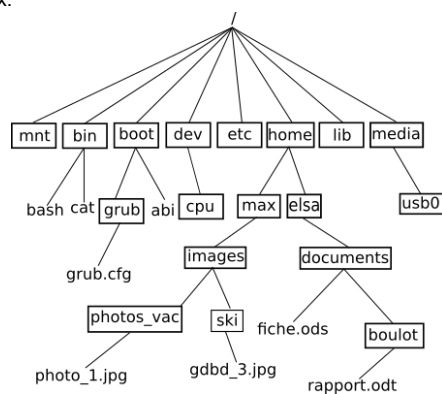 x.
/
mnt bin boot dev etc home lib media
bash cat grub abi cpu max elsa usb0
grub.cfg images documents
photos_vac ski fiche.ods boulot
photo_1.jpg gdbd_3.jpg rapport.odt